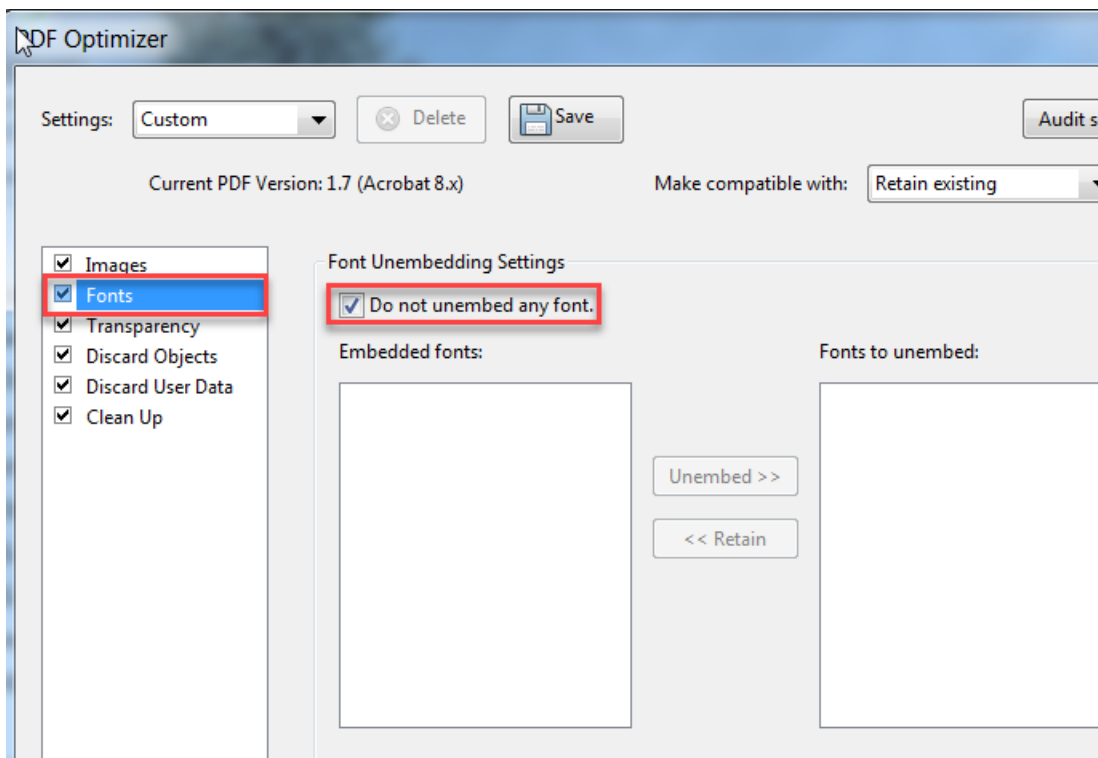 PDF Optimizer
Settings: Custom Delete Save Audit s
Current PDF Version: 1.7 (Acrobat 8.x) Make compatible with: Retain existing
Images
Fonts
Transparency
Discard Objects
Discard User Data
Clean Up
Font Unembedding Settings
Do not unembed any font.
Embedded fonts: Fonts to unembed:
Unembed >>
<< Retain